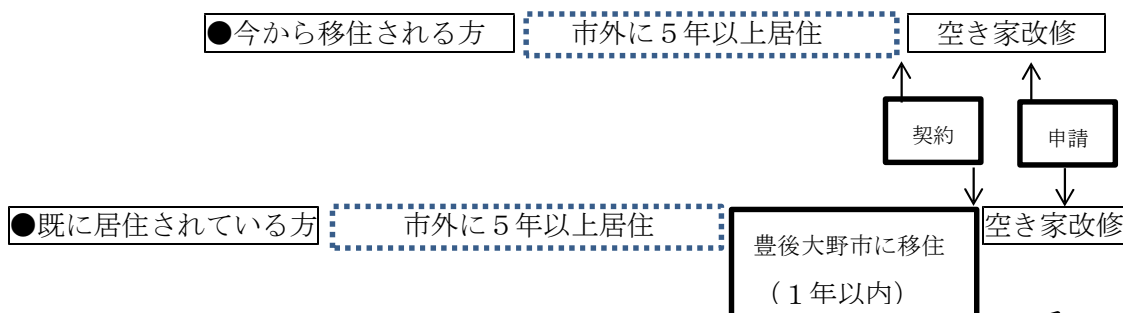 ●今から移住される方 市外に５年以上居住 空き家改修
契約 申請
●既に居住されている方 市外に５年以上居住 豊後大野市に移住 空き家改修
（１年以内）